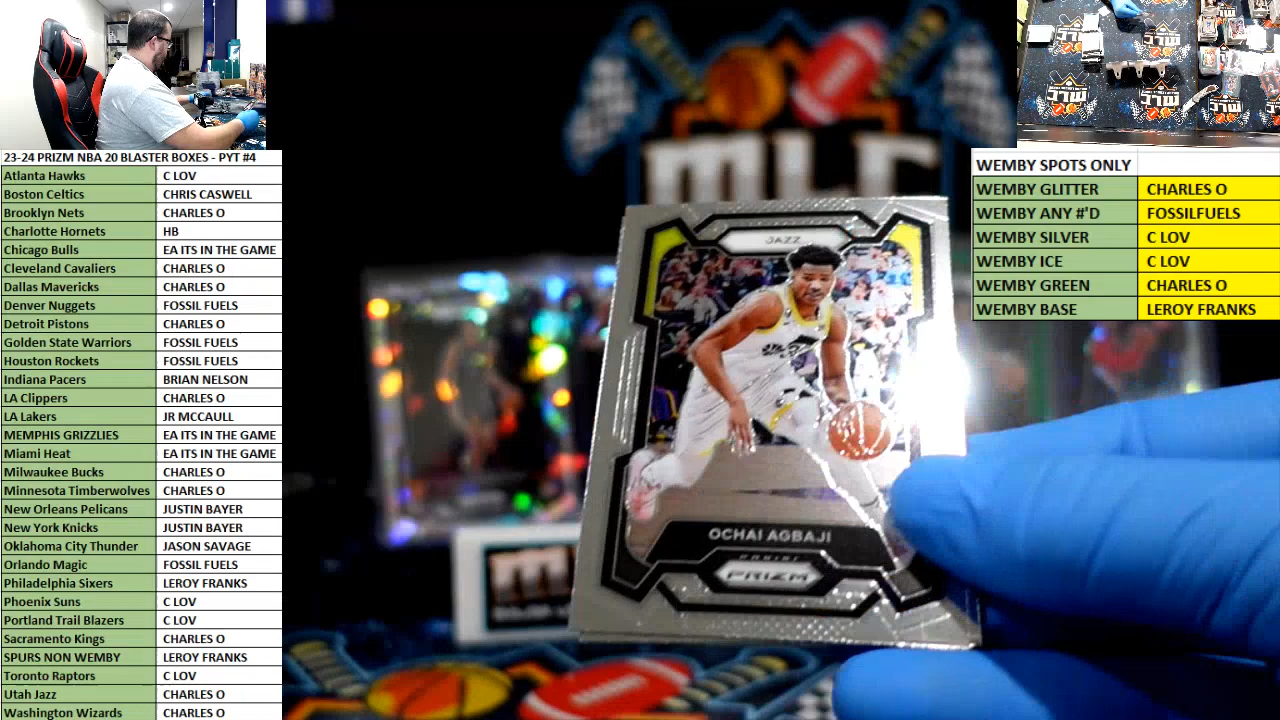 23-24 PRIZM NBA 20 BLASTER BOXES - PYT #4
Atlanta Hawks C LOV
Boston Celtics CHRIS CASWELL
Brooklyn Nets CHARLES O
Charlotte Hornets HB
Chicago Bulls EA ITS IN THE GAME
Cleveland Cavaliers CHARLES O
Dallas Mavericks CHARLES O
Denver Nuggets FOSSIL FUELS
Detroit Pistons CHARLES O
Golden State Warriors FOSSIL FUELS
Houston Rockets FOSSIL FUELS
Indiana Pacers BRIAN NELSON
LA Clippers CHARLES O
LA Lakers JR MCCAULL
MEMPHIS GRIZZLIES EA ITS IN THE GAME
Miami Heat EA ITS IN THE GAME
Milwaukee Bucks CHARLES O
Minnesota Timberwolves CHARLES O
New Orleans Pelicans JUSTIN BAYER
New York Knicks JUSTIN BAYER
Oklahoma City Thunder JASON SAVAGE
Orlando Magic FOSSIL FUELS
Philadelphia Sixers LEROY FRANKS
Phoenix Suns C LOV
Portland Trail Blazers C LOV
Sacramento Kings CHARLES O
SPURS NON WEMBY LEROY FRANKS
Toronto Raptors C LOV
Utah Jazz CHARLES O
Washington Wizards CHARLES O
JAZZ
OCHAI AGBAJI
PANINI
PRIZM
WEMBY SPOTS ONLY
WEMBY GLITTER CHARLES O
WEMBY ANY #'D FOSSILFUELS
WEMBY SILVER C LOV
WEMBY ICE C LOV
WEMBY GREEN CHARLES O
WEMBY BASE LEROY FRANKS